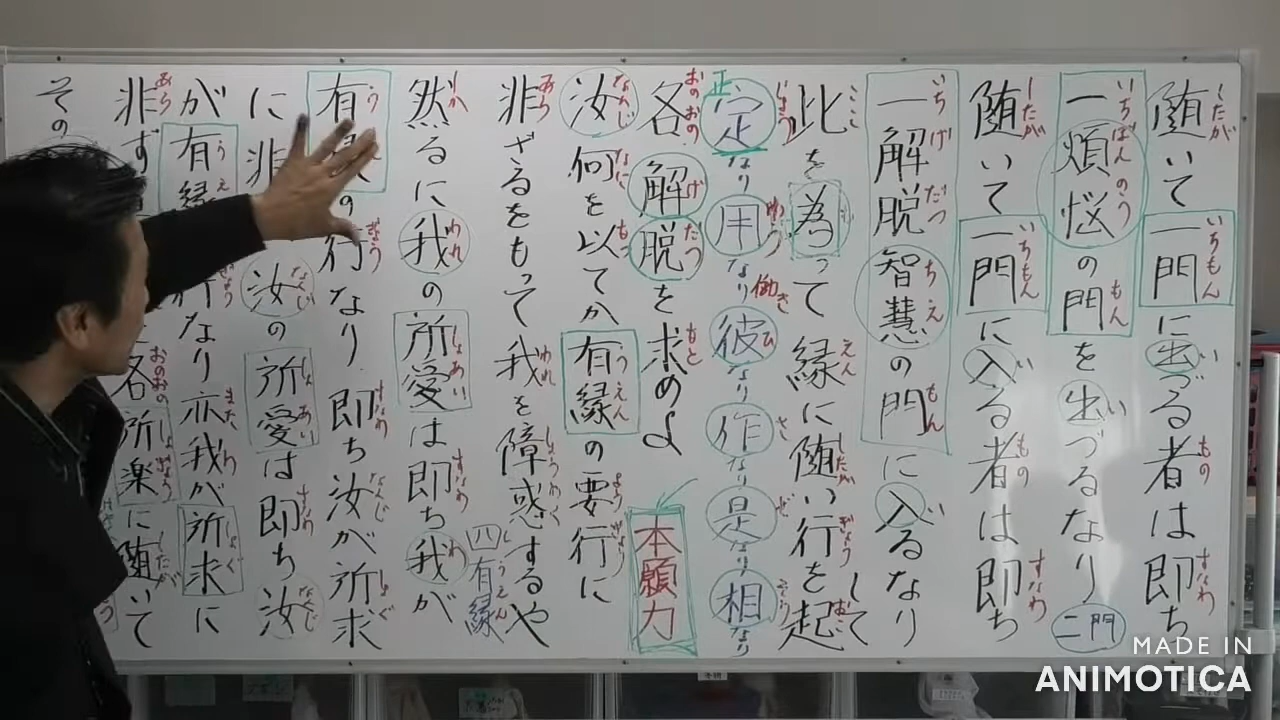 随いて一門に出づる者は即ち
一煩悩の門を出づるなり 二門
随いて一門に入る者は即ち
一解脱智慧の門に入るなり
此を為って縁に随い行を起して
定なり用なり彼なり作なり是なり相なり
正
働き
各解脱を求めよ
本願力
汝何を以てか有縁の要行に
非ざるをもって我を障惑するや
四有縁
然るに我の所愛は即ち我が
有の行なり即ち汝が所求
に非汝の所愛は即ち汝
が有縁行なり亦我が所求に
非ず各所楽に随いて
その
MADE IN
ANIMOTICA